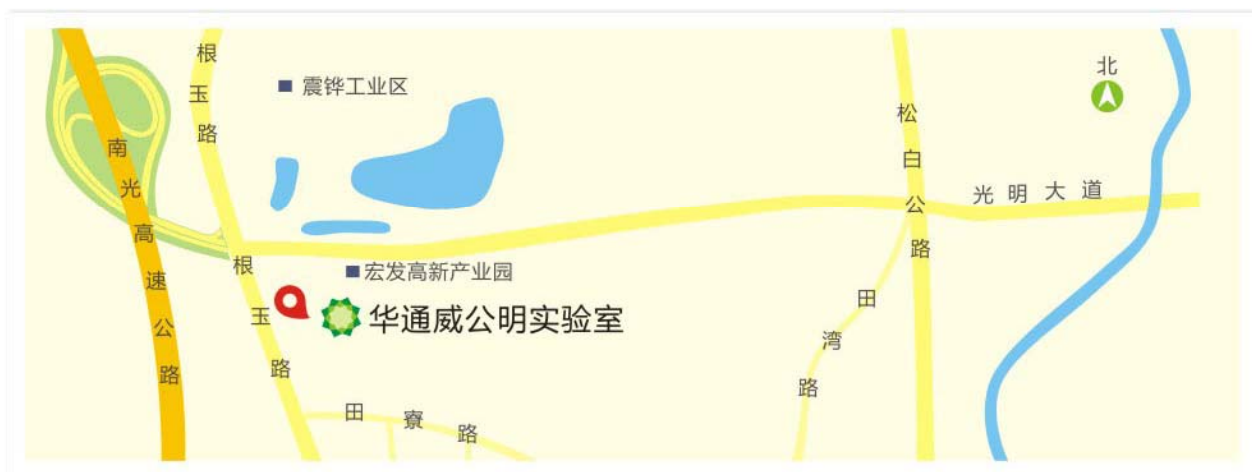 根玉路
震铧工业区
北
南光高速公路
松白公路
光明大道
根玉路
宏发高新产业园
华通威公明实验室
田湾路
田寮路